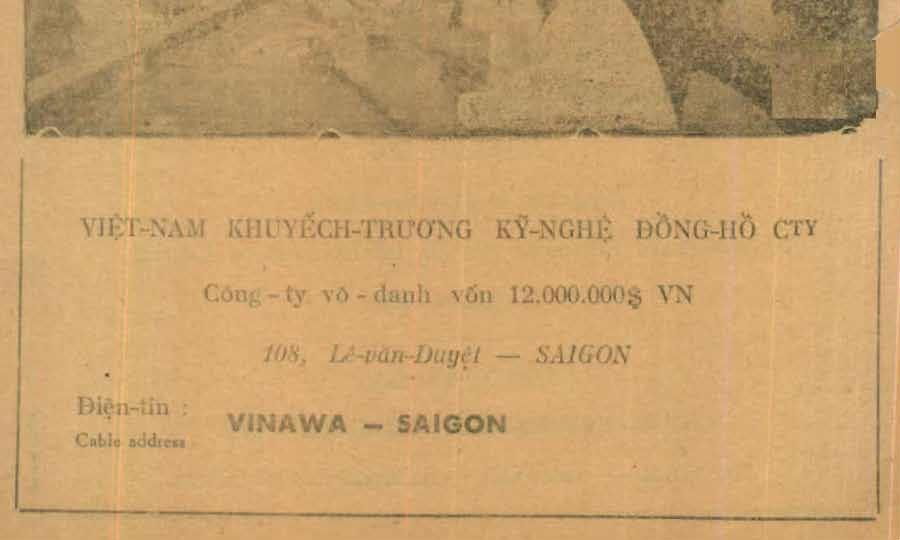 VIỆT-NAM KHUYẾCH-TRƯƠNG KỸ-NGHỆ ĐỒNG-HỒ CTY
Công-ty vô-danh vốn 12.000.000$ VN
108, Lê-văn-Duyệt — SAIGON
Điện-tín : VINAWA — SAIGON
Cable address